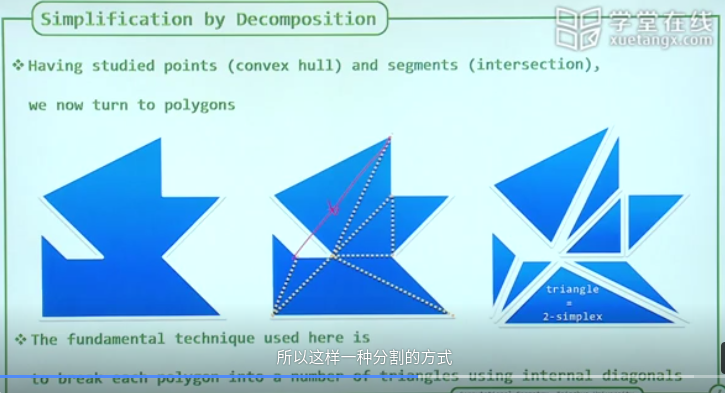 Simplification by Decomposition
学堂在线
xuetangx.com
❖Having studied points (convex hull) and segments (intersection),
we now turn to polygons
triangle
=
2-simplex
❖The fundamental technique used here is
所以这样一种分割的方式
to break each polygon into a number of triangles using internal diagonals